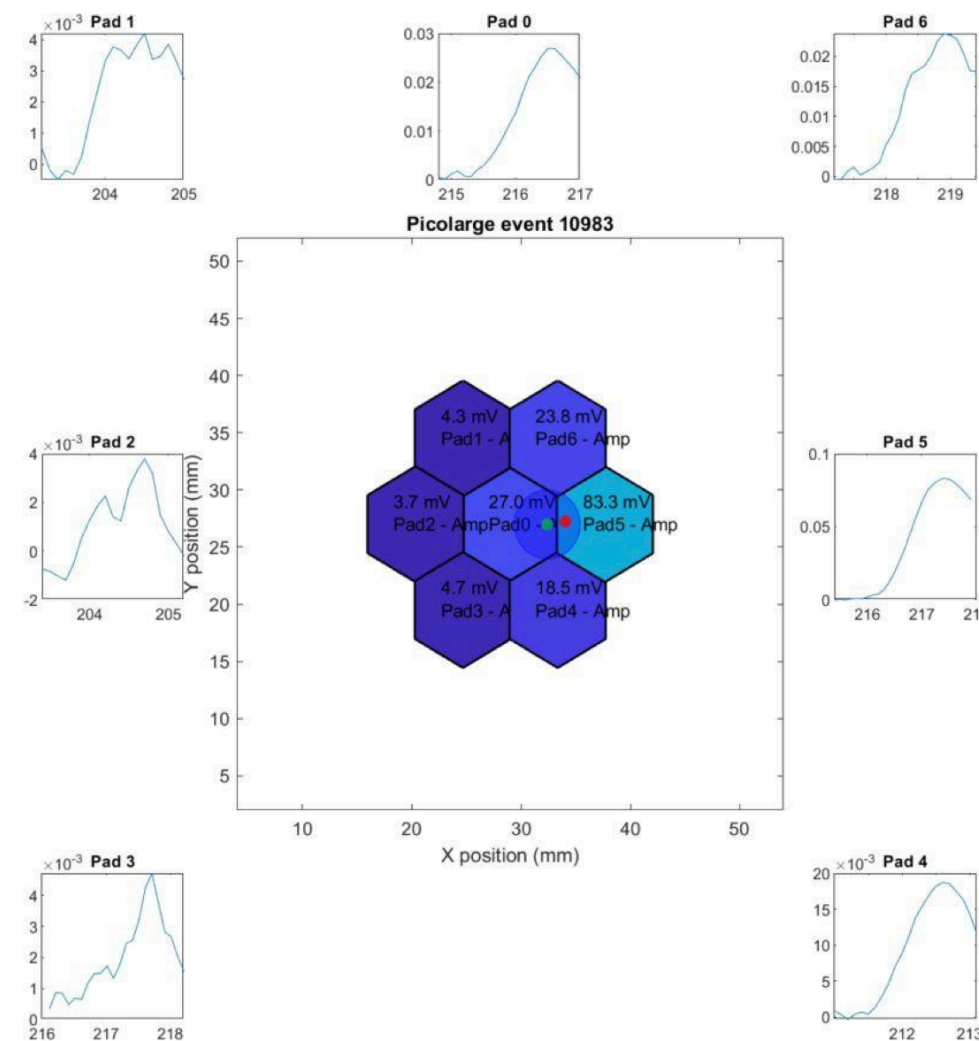 Pad 1
×10⁻³
4
3
2
1
0
204
205
Pad 0
0.03
0.02
0.01
0
215
216
217
Pad 6
0.02
0.015
0.01
0.005
0
218
219
Picolarge event 10983
50
45
40
35
30
25
20
15
10
5
10
20
30
40
50
X position (mm)
Y position (mm)
4.3 mV
Pad1 - A
23.8 mV
Pad6 - Amp
3.7 mV
Pad2 - Amp
27.0 mV
Pad0 - A
83.3 mV
Pad5 - Amp
4.7 mV
Pad3 - A
18.5 mV
Pad4 - Amp
Pad 2
×10⁻³
4
2
0
-2
204
205
Pad 5
0.1
0.05
0
216
217
21
Pad 3
×10⁻³
4
3
2
1
0
216
217
218
Pad 4
20 ×10⁻³
15
10
5
0
212
213